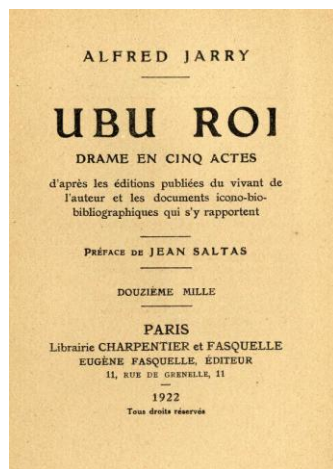 ALFRED JARRY
UBU ROI
DRAME EN CINQ ACTES
d'après les éditions publiées du vivant de
l'auteur et les documents icono-bio-
bibliographiques qui s'y rapportent
PRÉFACE DE JEAN SALTAS
DOUZIÈME MILLE
PARIS
Librairie CHARPENTIER et FASQUELLE
EUGÈNE FASQUELLE, ÉDITEUR
11, RUE DE GRENELLE, 11
1922
Tous droits réservés